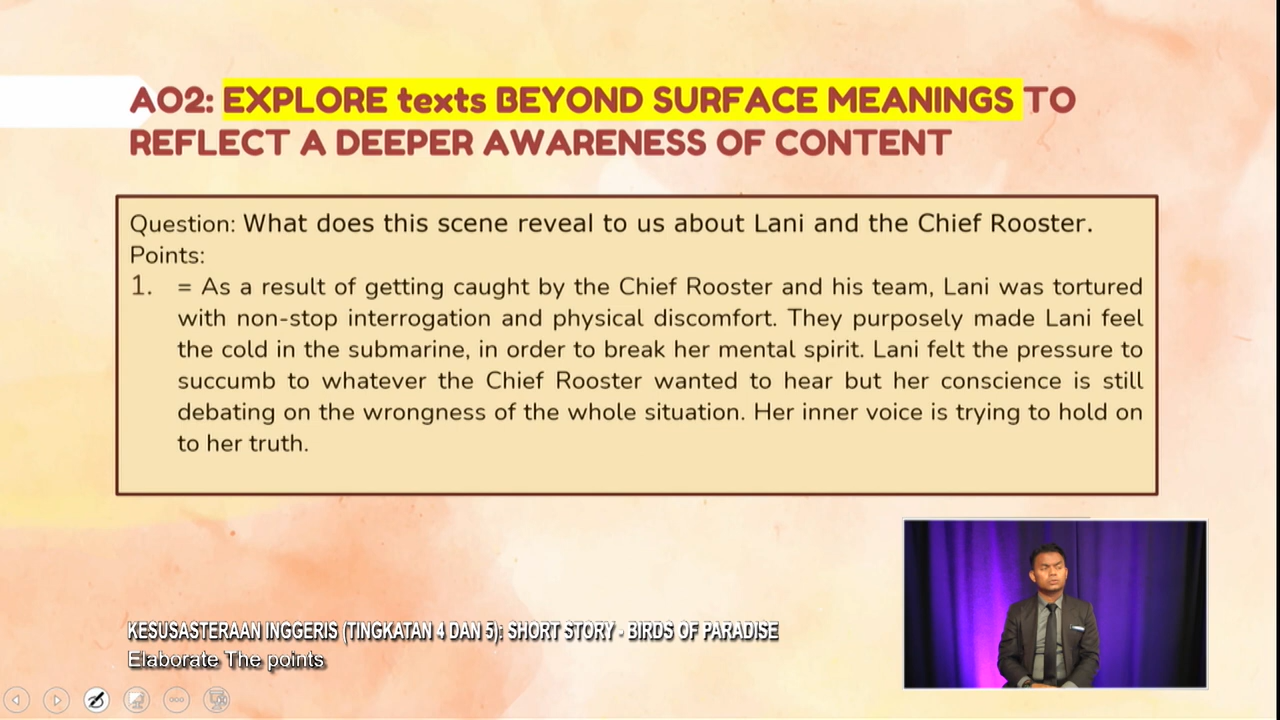 AO2: EXPLORE texts BEYOND SURFACE MEANINGS TO
REFLECT A DEEPER AWARENESS OF CONTENT
Question: What does this scene reveal to us about Lani and the Chief Rooster.
Points:
1. = As a result of getting caught by the Chief Rooster and his team, Lani was tortured
with non-stop interrogation and physical discomfort. They purposely made Lani feel
the cold in the submarine, in order to break her mental spirit. Lani felt the pressure to
succumb to whatever the Chief Rooster wanted to hear but her conscience is still
debating on the wrongness of the whole situation. Her inner voice is trying to hold on
to her truth.
KESUSASTERAAN INGGERIS (TINGKATAN 4 DAN 5): SHORT STORY - BIRDS OF PARADISE
Elaborate The points